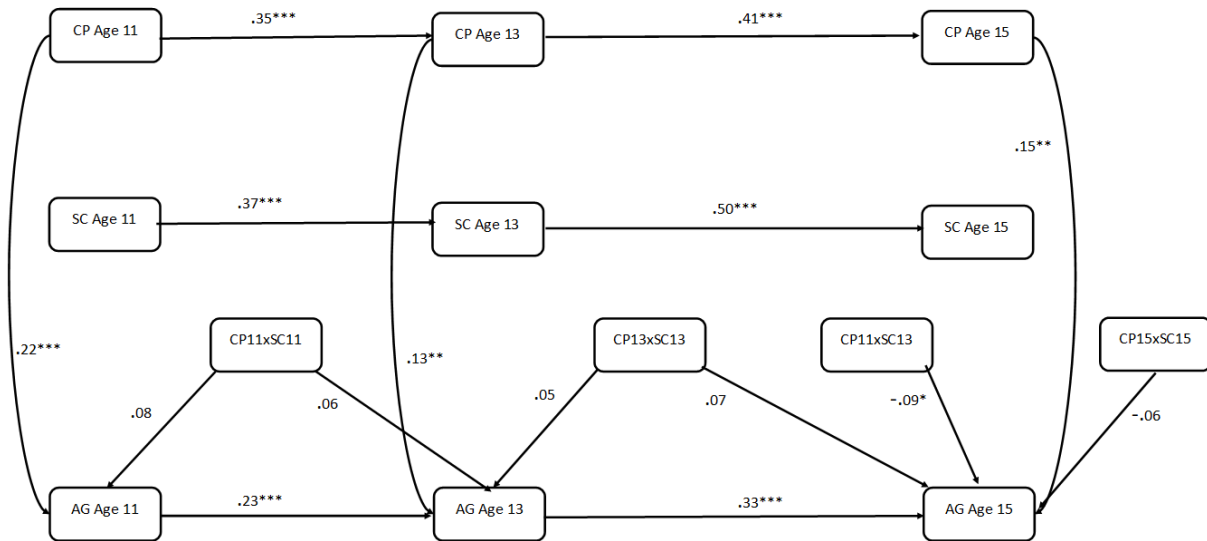 .35***
.41***
CP Age 11
CP Age 13
CP Age 15
.15**
.37***
.50***
SC Age 11
SC Age 13
SC Age 15
CP11xSC11
CP13xSC13
CP11xSC13
CP15xSC15
.22***
.13**
.08
.06
.05
.07
-.09*
-.06
.23***
.33***
AG Age 11
AG Age 13
AG Age 15